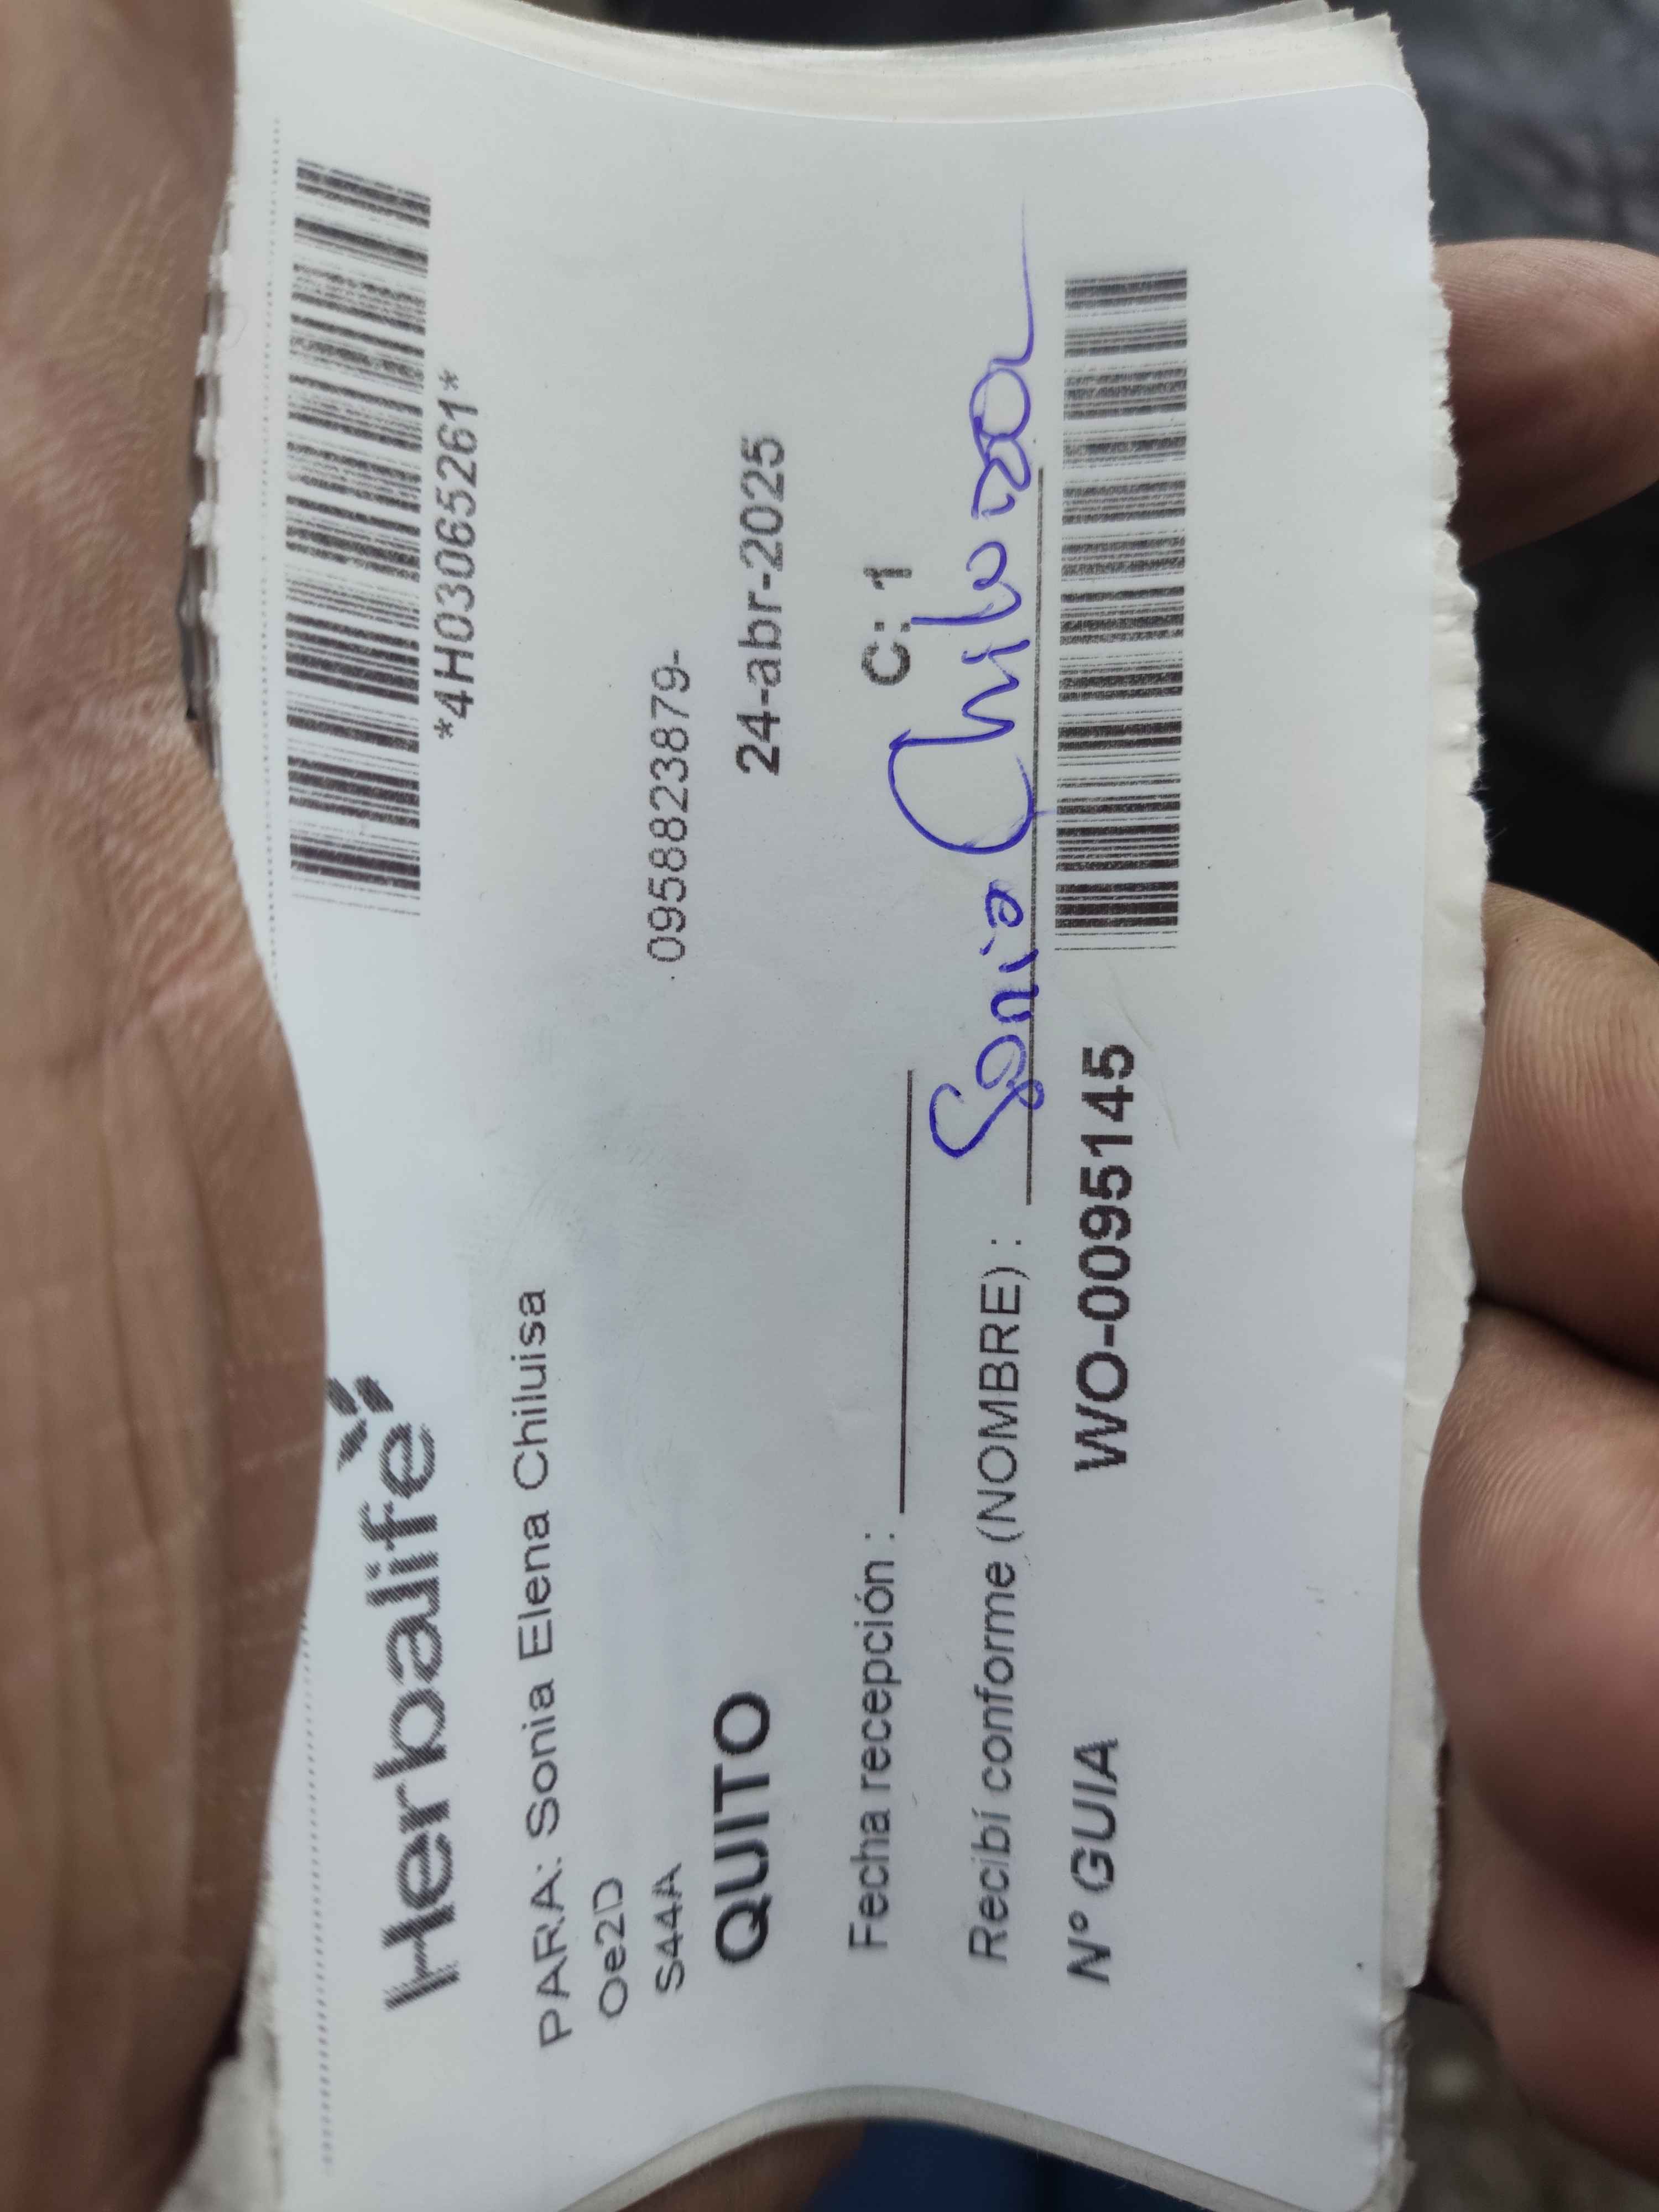 Herbalife
*4H03065261*
PARA: Sonia Elena Chiluisa
Oe2D
S44A
.0958823879-
QUITO
24-abr-2025
Fecha recepción :
C: 1
Recibí conforme (NOMBRE) : Sonia Chiluisa
Nº GUIA WO-0095145